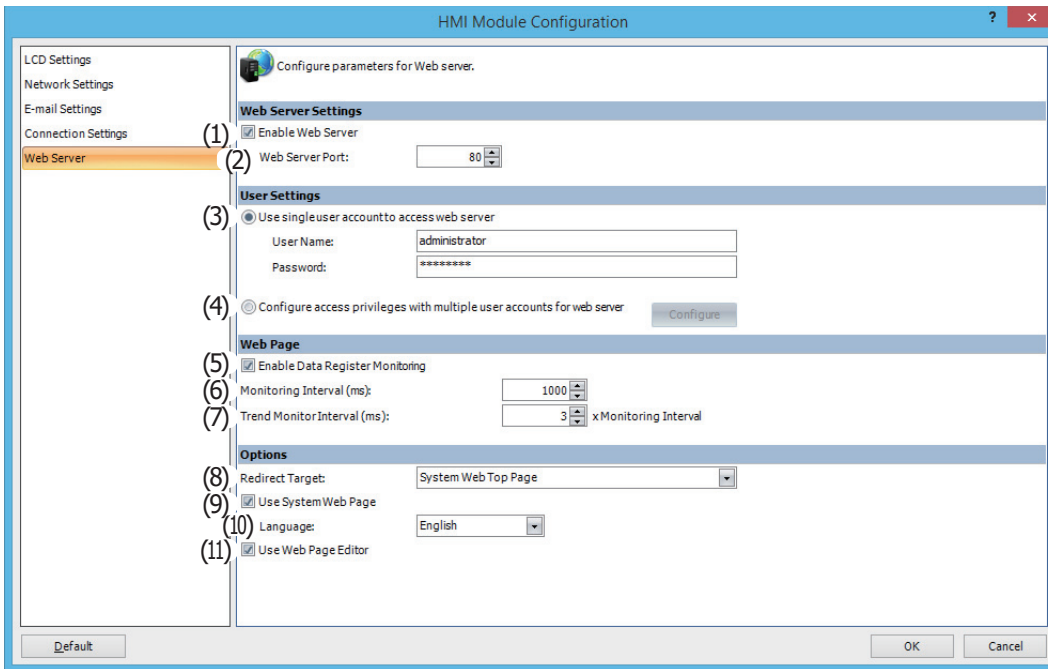 HMI Module Configuration
? ×
LCD Settings
Network Settings
E-mail Settings
Connection Settings
Web Server
Configure parameters for Web server.
Web Server Settings
(1) Enable Web Server
(2) Web Server Port: 80
User Settings
(3) Use single user account to access web server
User Name: administrator
Password: ********
(4) Configure access privileges with multiple user accounts for web server Configure
Web Page
(5) Enable Data Register Monitoring
(6) Monitoring Interval (ms): 1000
(7) Trend Monitor Interval (ms): 3 x Monitoring Interval
Options
(8) Redirect Target: System Web Top Page
(9) Use System Web Page
(10) Language: English
(11) Use Web Page Editor
Default OK Cancel